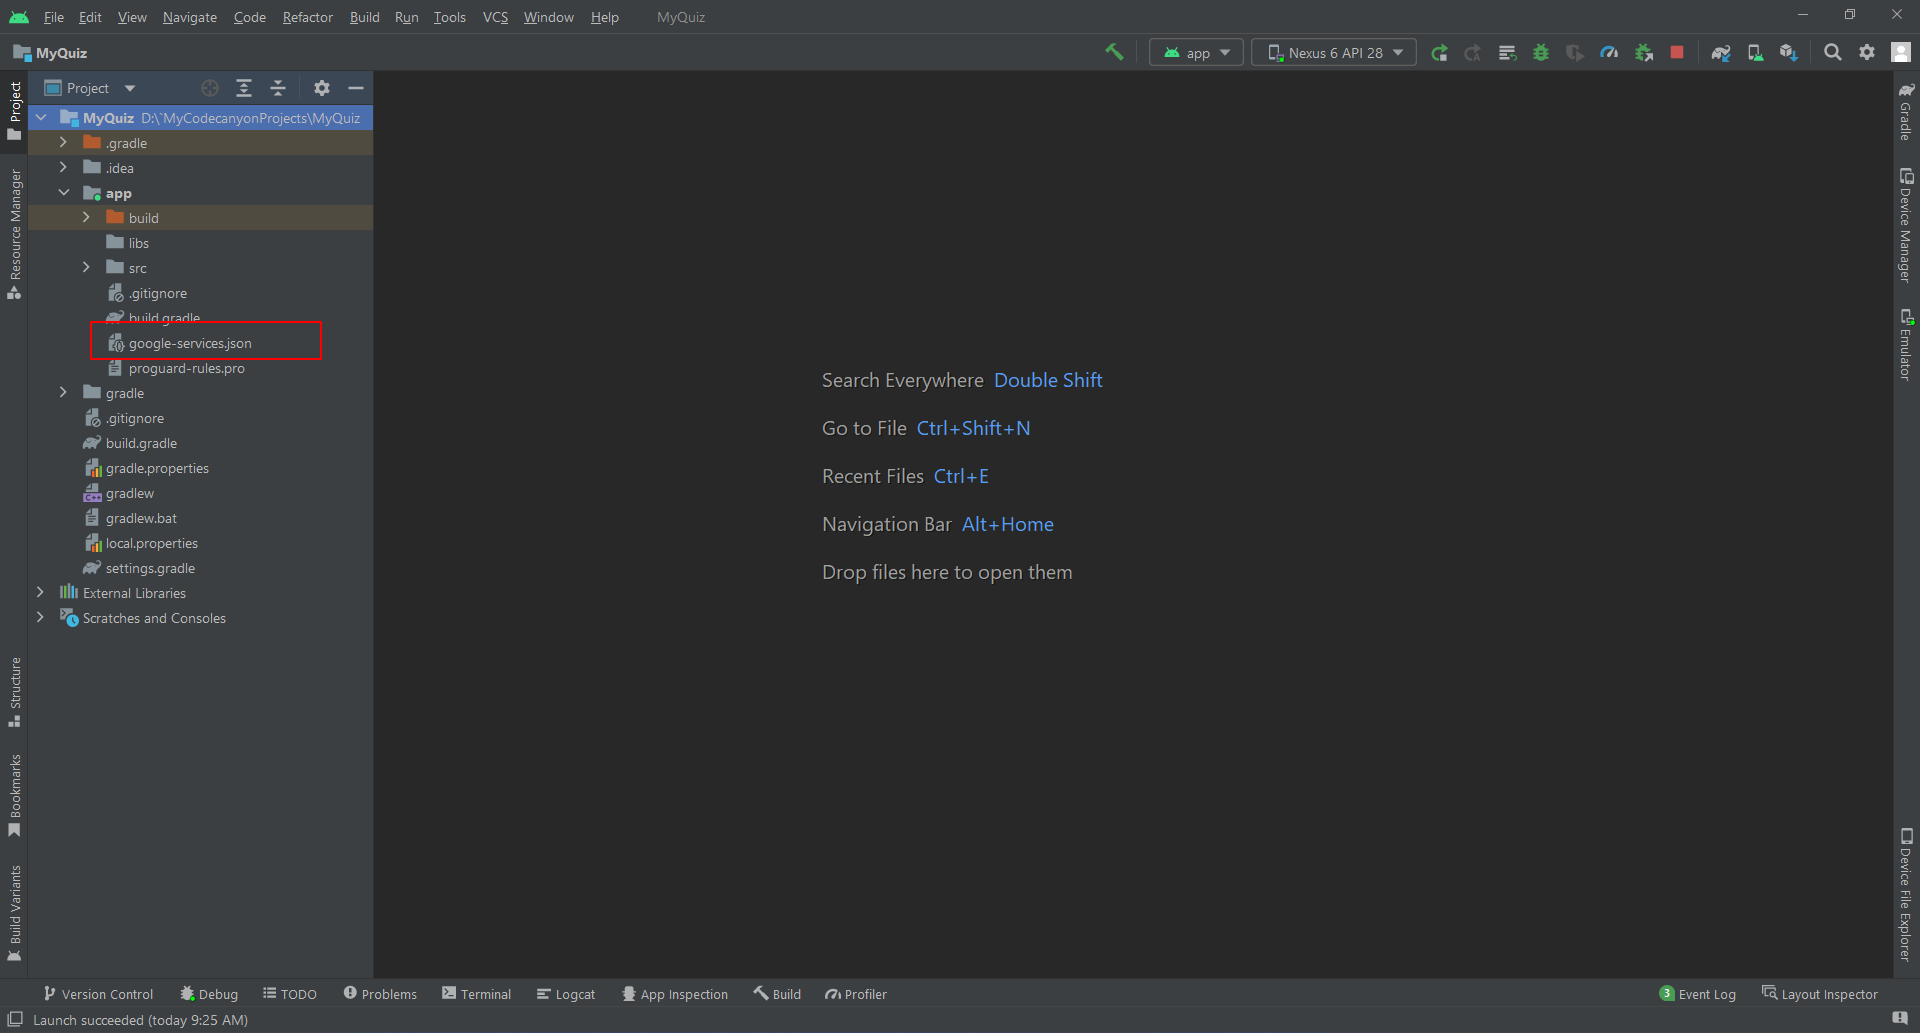 File Edit View Navigate Code Refactor Build Run Tools VCS Window Help MyQuiz
MyQuiz
app
Nexus 6 API 28
Project
Project
Resource Manager
Structure
Bookmarks
Build Variants
MyQuiz D:\`MyCodecanyonProjects\MyQuiz
.gradle
.idea
app
build
libs
src
.gitignore
build.gradle
google-services.json
proguard-rules.pro
gradle
.gitignore
build.gradle
gradle.properties
C++
gradlew
gradlew.bat
local.properties
settings.gradle
External Libraries
Scratches and Consoles
Search Everywhere Double Shift
Go to File Ctrl+Shift+N
Recent Files Ctrl+E
Navigation Bar Alt+Home
Drop files here to open them
Gradle
Device Manager
Emulator
Device File Explorer
Version Control Debug TODO Problems Terminal Logcat App Inspection Build Profiler
3 Event Log Layout Inspector
Launch succeeded (today 9:25 AM)